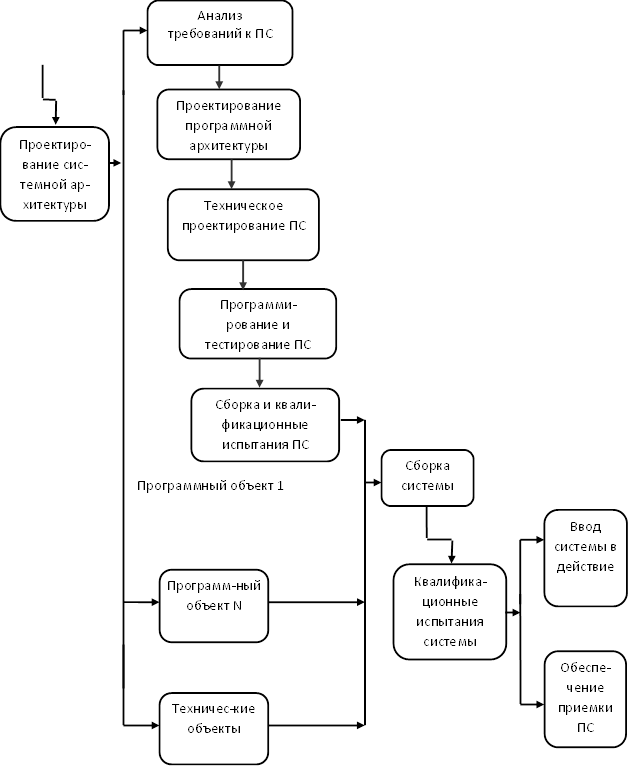 Анализ
требований к ПС
Проектирование
программной
архитектуры
Проектиро-
вание сис-
темной ар-
хитектуры
Техническое
проектирование ПС
Программи-
рование и
тестирование ПС
Сборка и квали-
фикационные
испытания ПС
Программный объект 1
Сборка
системы
Программ-ный
объект N
Квалифика-
ционные
испытания
системы
Ввод
системы в
действие
Техничес-кие
объекты
Обеспе-
чение
приемки
ПС